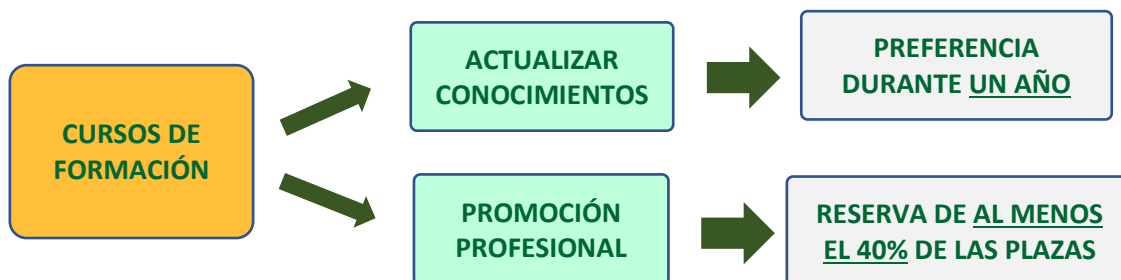 CURSOS DE
FORMACIÓN
ACTUALIZAR
CONOCIMIENTOS
PREFERENCIA
DURANTE UN AÑO
PROMOCIÓN
PROFESIONAL
RESERVA DE AL MENOS
EL 40% DE LAS PLAZAS